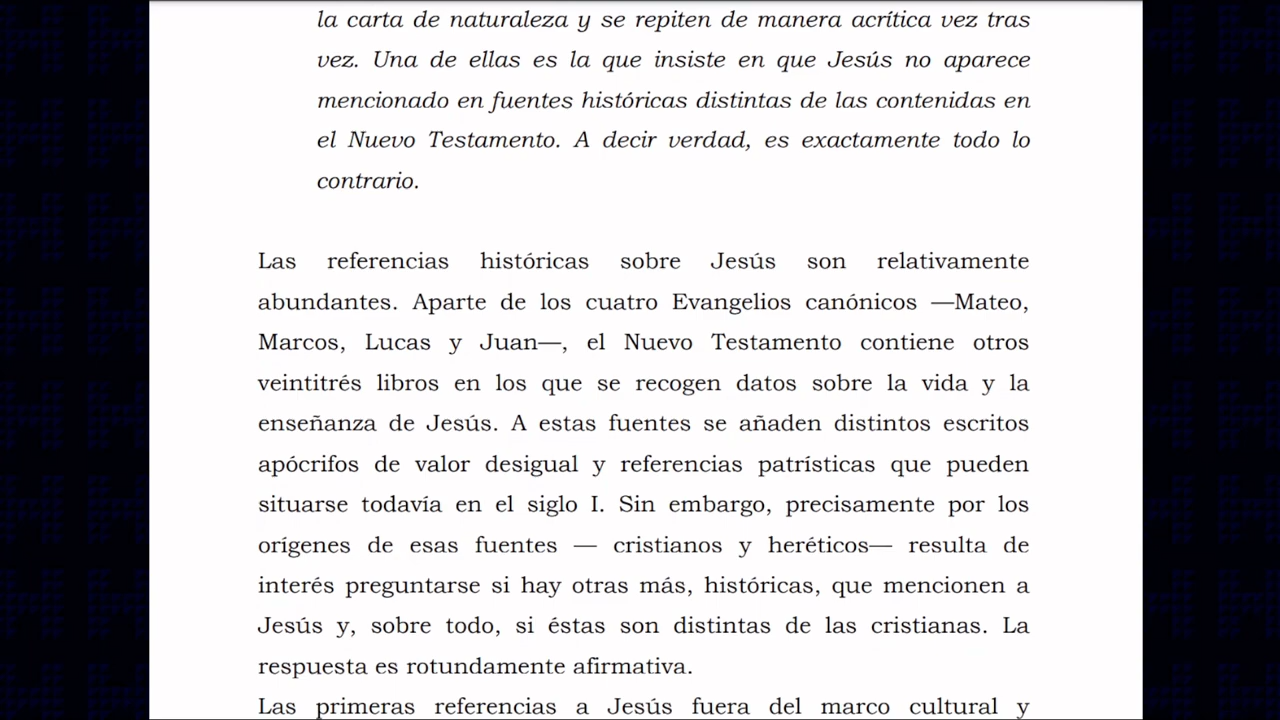 la carta de naturaleza y se repiten de manera acrítica vez tras
vez. Una de ellas es la que insiste en que Jesús no aparece
mencionado en fuentes históricas distintas de las contenidas en
el Nuevo Testamento. A decir verdad, es exactamente todo lo
contrario.
Las referencias históricas sobre Jesús son relativamente
abundantes. Aparte de los cuatro Evangelios canónicos —Mateo,
Marcos, Lucas y Juan—, el Nuevo Testamento contiene otros
veintitrés libros en los que se recogen datos sobre la vida y la
enseñanza de Jesús. A estas fuentes se añaden distintos escritos
apócrifos de valor desigual y referencias patrísticas que pueden
situarse todavía en el siglo I. Sin embargo, precisamente por los
orígenes de esas fuentes — cristianos y heréticos— resulta de
interés preguntarse si hay otras más, históricas, que mencionen a
Jesús y, sobre todo, si éstas son distintas de las cristianas. La
respuesta es rotundamente afirmativa.
Las primeras referencias a Jesús fuera del marco cultural y